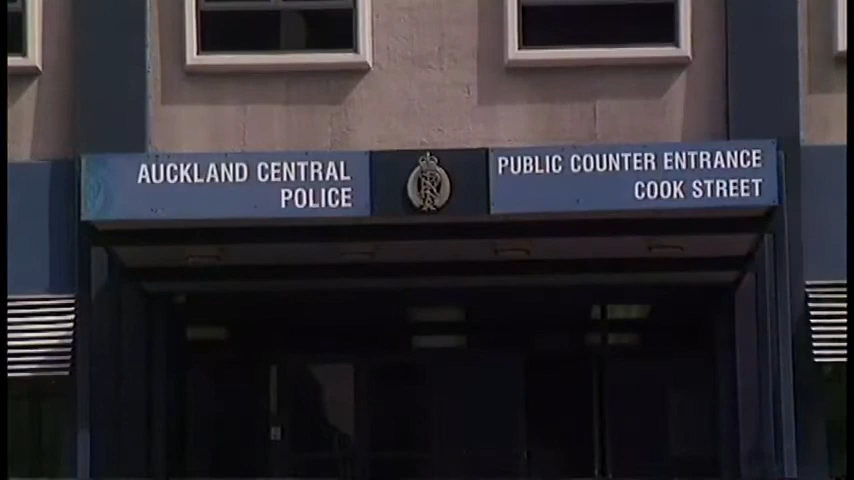 AUCKLAND CENTRAL
POLICE
PUBLIC COUNTER ENTRANCE
COOK STREET